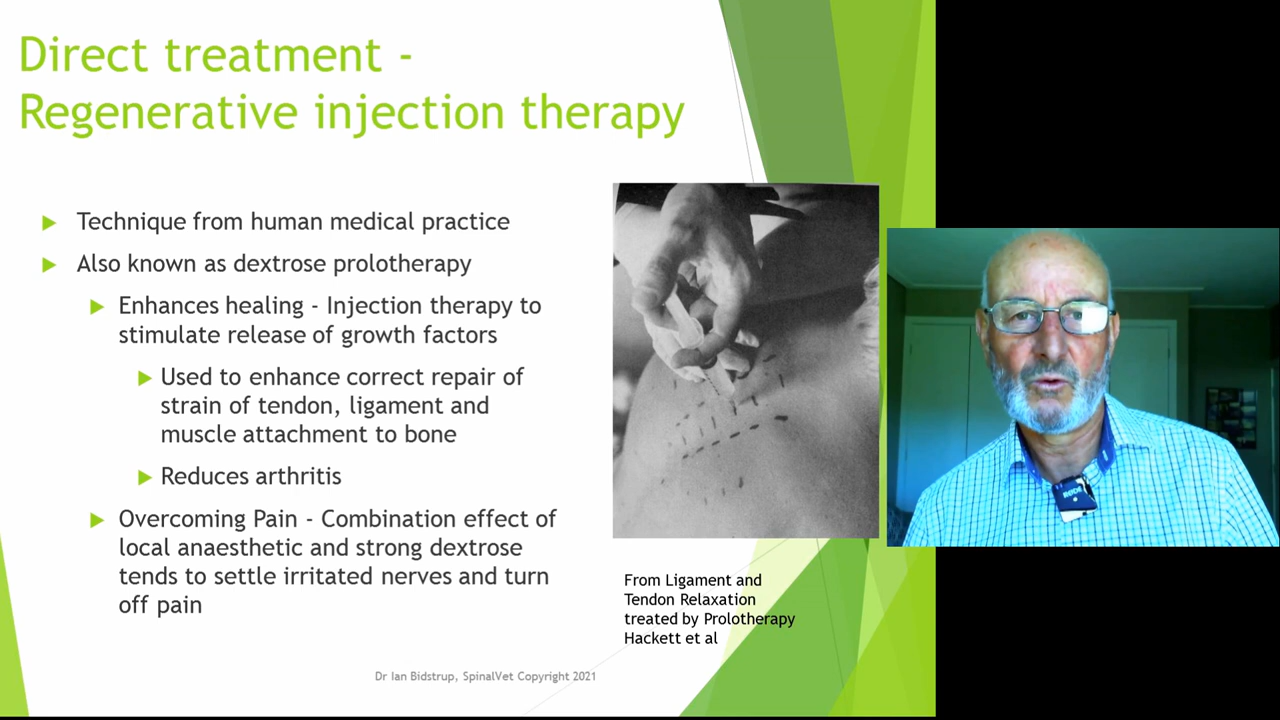 Direct treatment -
Regenerative injection therapy
Technique from human medical practice
Also known as dextrose prolotherapy
Enhances healing - Injection therapy to
stimulate release of growth factors
Used to enhance correct repair of
strain of tendon, ligament and
muscle attachment to bone
Reduces arthritis
Overcoming Pain - Combination effect of
local anaesthetic and strong dextrose
tends to settle irritated nerves and turn
off pain
From Ligament and
Tendon Relaxation
treated by Prolotherapy
Hackett et al
Dr Ian Bidstrup, SpinalVet Copyright 2021